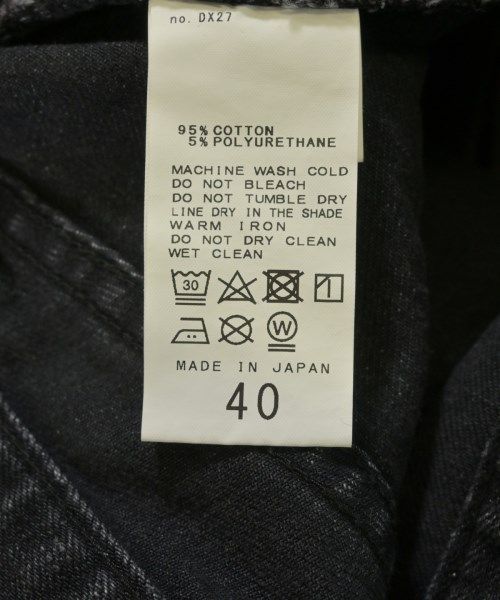 no. DX27
95% COTTON
5% POLYURETHANE
MACHINE WASH COLD
DO NOT BLEACH
DO NOT TUMBLE DRY
LINE DRY IN THE SHADE
WARM IRON
DO NOT DRY CLEAN
WET CLEAN
30
W
MADE IN JAPAN
40